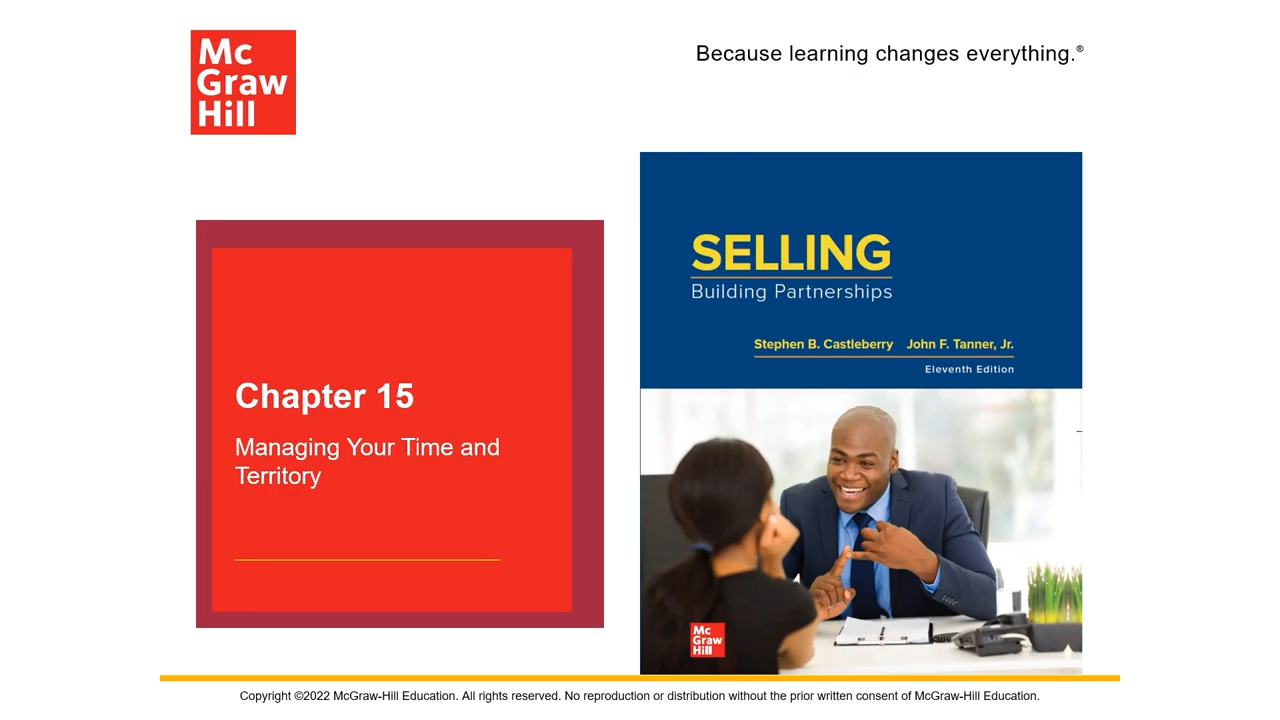 Mc
Graw
Hill
Because learning changes everything.®
Chapter 15
Managing Your Time and
Territory
SELLING
Building Partnerships
Stephen B. Castleberry John F. Tanner, Jr.
Eleventh Edition
Mc
Graw
Hill
Copyright ©2022 McGraw-Hill Education. All rights reserved. No reproduction or distribution without the prior written consent of McGraw-Hill Education.